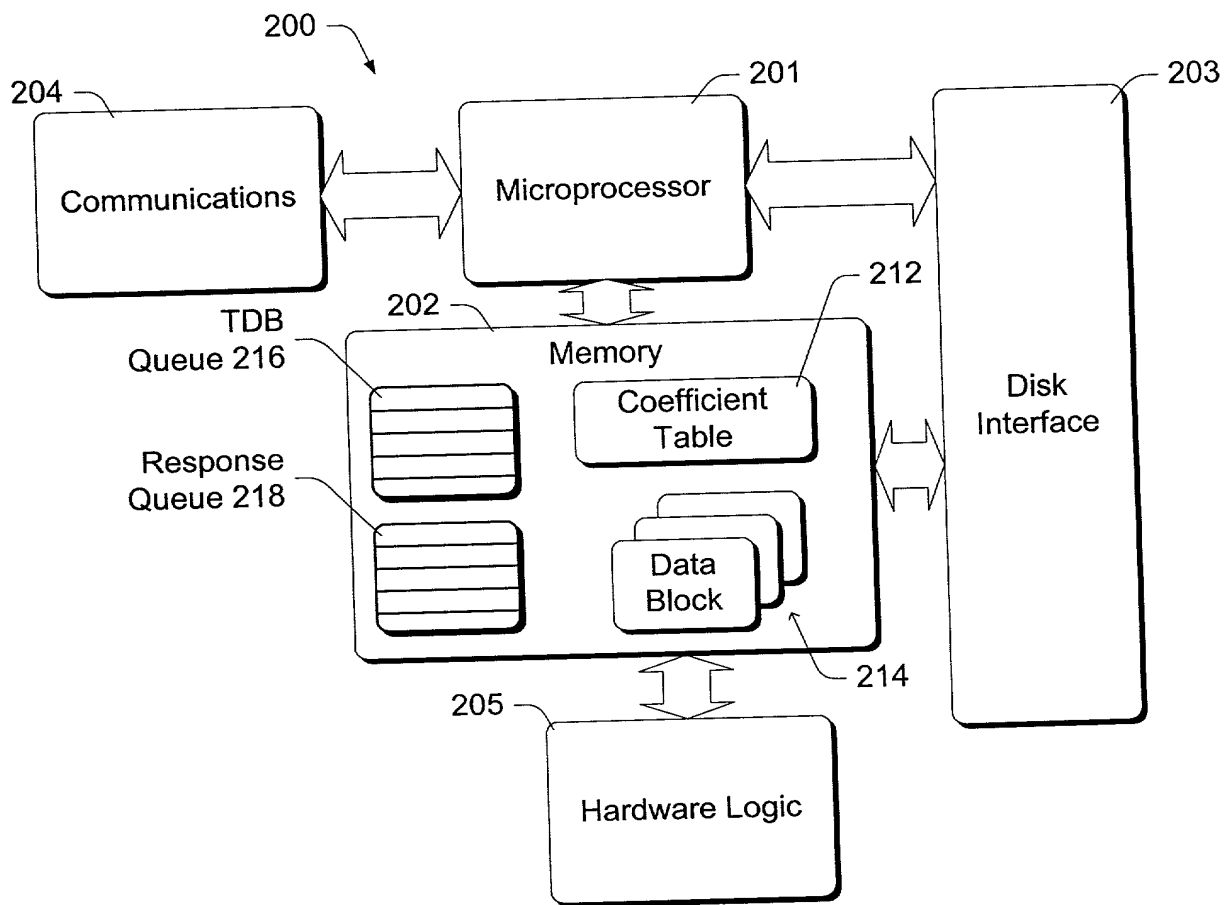 200
204
201
203
Communications
Microprocessor
212
202
TDB
Queue 216
Memory
Coefficient
Table
Disk
Interface
Response
Queue 218
Data
Block
214
205
Hardware Logic